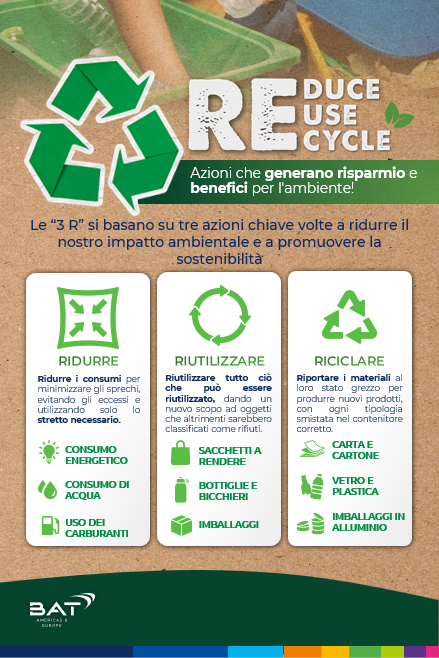 REDUCE
USE
CYCLE
Azioni che generano risparmio e
benefici per l'ambiente!
Le “3 R” si basano su tre azioni chiave volte a ridurre il
nostro impatto ambientale e a promuovere la
sostenibilità
RIDURRE
Ridurre i consumi per
minimizzare gli sprechi,
evitando gli eccessi e
utilizzando solo lo
stretto necessario.
CONSUMO
ENERGETICO
CONSUMO DI
ACQUA
USO DEI
CARBURANTI
RIUTILIZZARE
Riutilizzare tutto ciò
che può essere
riutilizzato, dando un
nuovo scopo ad oggetti
che altrimenti sarebbero
classificati come rifiuti.
SACCHETTI A
RENDERE
BOTTIGLIE E
BICCHIERI
IMBALLAGGI
RICICLARE
Riportare i materiali al
loro stato grezzo per
produrre nuovi prodotti,
con ogni tipologia
smistata nel contenitore
corretto.
CARTA E
CARTONE
VETRO E
PLASTICA
IMBALLAGGI IN
ALLUMINIO
BAT
AMERICAS &
EUROPE